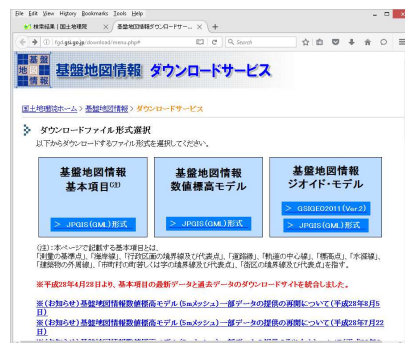 File Edit View History Bookmarks Tools Help
検索結果 | 国土地理院
基盤地図情報ダウンロードサー...
fgd.gsi.go.jp/download/menu.php#
Search
基盤
地図
情報
基盤地図情報 ダウンロードサービス
国土地理院ホーム > 基盤地図情報 > ダウンロードサービス
ダウンロードファイル形式選択
以下からダウンロードするファイル形式を選択してください。
基盤地図情報
基本項目(注)
> JPGIS(GML)形式
基盤地図情報
数値標高モデル
> JPGIS(GML)形式
基盤地図情報
ジオイド・モデル
> GSIGEO2011(Ver.2)
> JPGIS(GML)形式
(注):本ページで記載する基本項目とは、
「測量の基準点」、「海岸線」、「行政区画の境界線及び代表点」、「道路縁」、「軌道の中心線」、「標高点」、「水涯線」、
「建築物の外周線」、「市町村の町若しくは字の境界線及び代表点」、「街区の境界線及び代表点」を指す。
※平成28年4月28日より、基本項目の最新データと過去データのダウンロードサイトを統合しました。
※(お知らせ)基盤地図情報数値標高モデル(5mメッシュ)一部データの提供の再開について(平成28年8月5
日)
※(お知らせ)基盤地図情報数値標高モデル(5mメッシュ)一部データの提供の再開について(平成28年7月22
日)